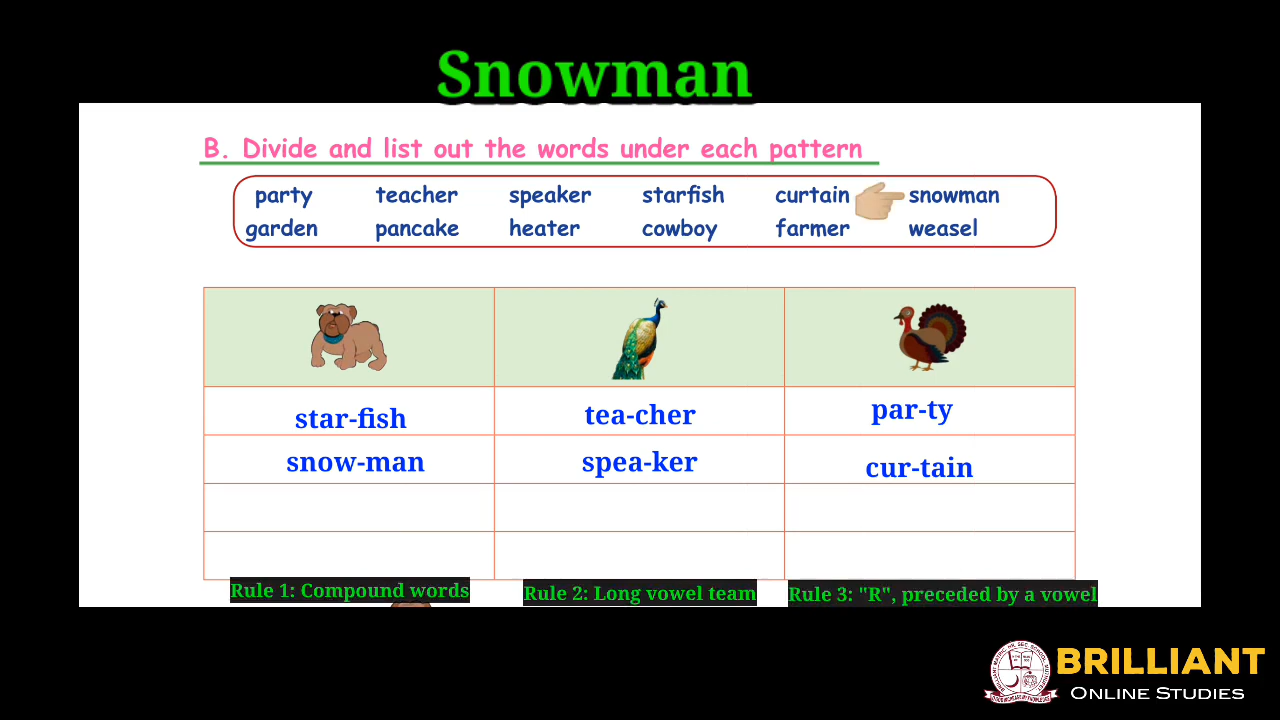 Snowman
B. Divide and list out the words under each pattern
party teacher speaker starfish curtain snowman
garden pancake heater cowboy farmer weasel
star-fish tea-cher par-ty
snow-man spea-ker cur-tain
Rule 1: Compound words Rule 2: Long vowel team Rule 3: "R", preceded by a vowel
BRILLIANT
ONLINE STUDIES